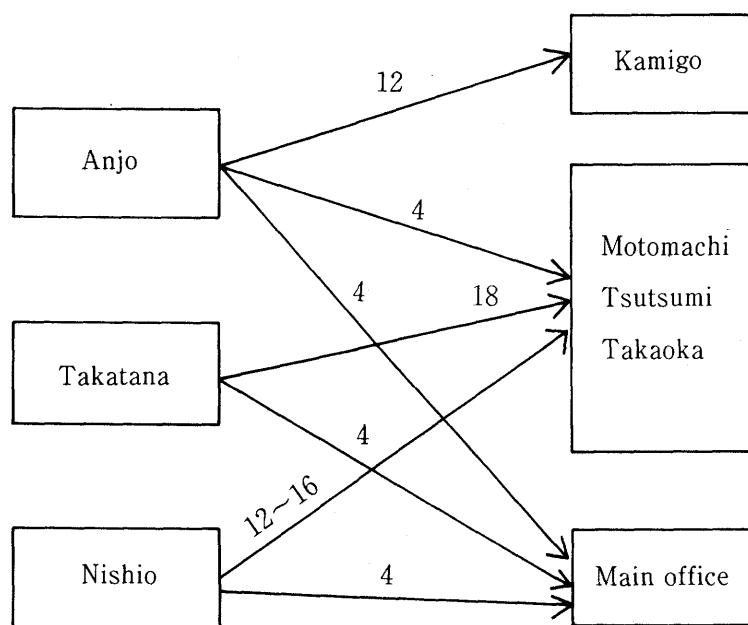 Kamigo
12
Anjo
4
Motomachi
4
18
Tsutsumi
Takaoka
Takatana
4
12～16
Nishio
4
Main office